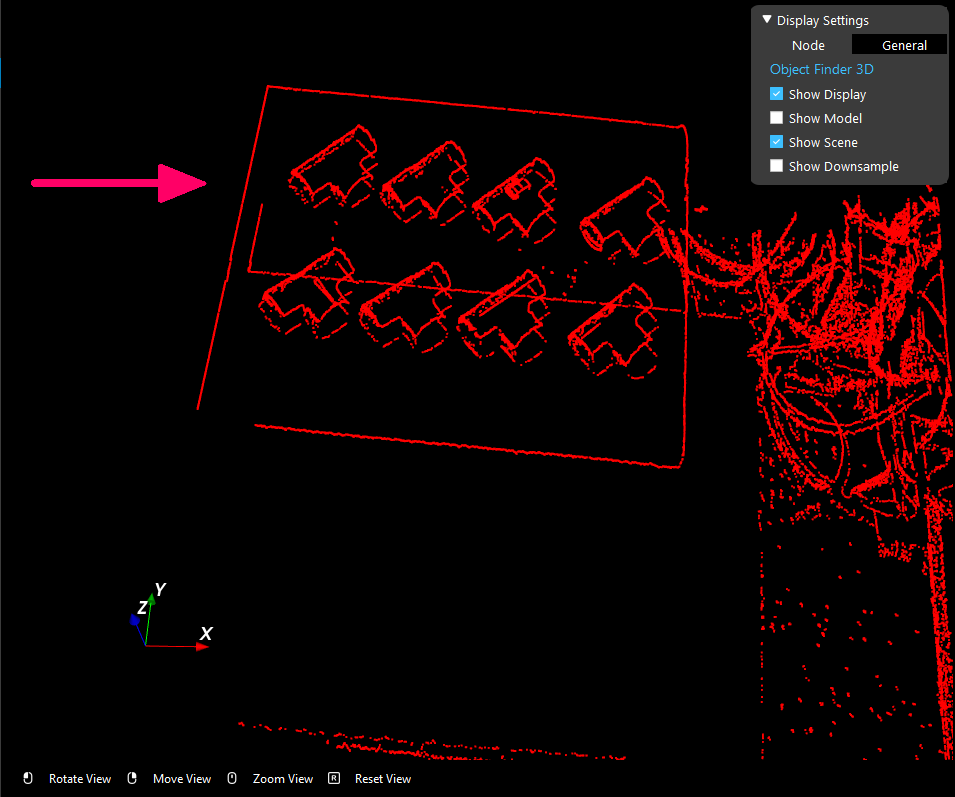 Display Settings
Node General
Object Finder 3D
Show Display
Show Model
Show Scene
Show Downsample
Y
Z
X
Rotate View R Move View Zoom View Reset View